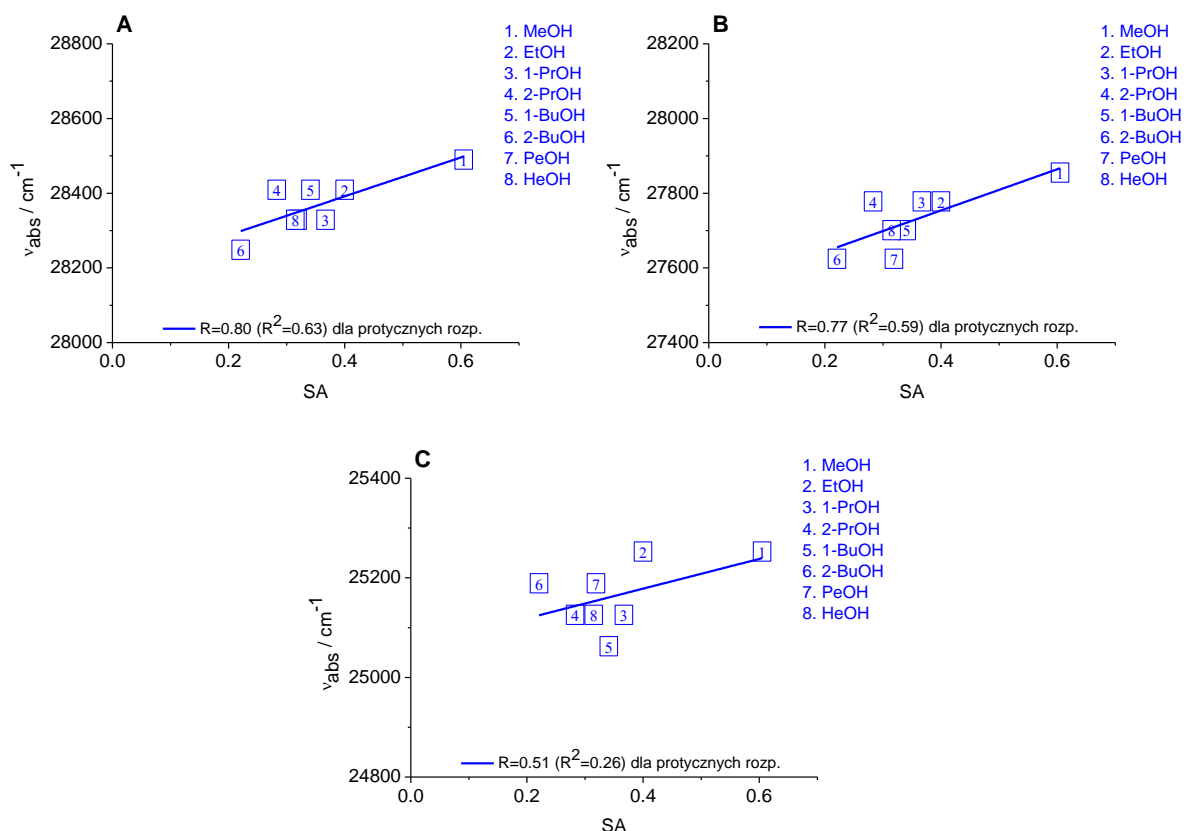 A
1. MeOH
2. EtOH
3. 1-PrOH
4. 2-PrOH
5. 1-BuOH
6. 2-BuOH
7. PeOH
8. HeOH
28800
28600
28400
28200
28000
νabs / cm-1
4
5
2
1
8
3
6
R=0.80 (R2=0.63) dla protycznych rozp.
0.0
0.2
0.4
0.6
SA
B
1. MeOH
2. EtOH
3. 1-PrOH
4. 2-PrOH
5. 1-BuOH
6. 2-BuOH
7. PeOH
8. HeOH
28200
28000
27800
27600
27400
νabs / cm-1
1
4
3
2
8
5
6
7
R=0.77 (R2=0.59) dla protycznych rozp.
0.0
0.2
0.4
0.6
SA
C
1. MeOH
2. EtOH
3. 1-PrOH
4. 2-PrOH
5. 1-BuOH
6. 2-BuOH
7. PeOH
8. HeOH
25400
25200
25000
24800
νabs / cm-1
2
1
6
7
4
8
3
5
R=0.51 (R2=0.26) dla protycznych rozp.
0.0
0.2
0.4
0.6
SA